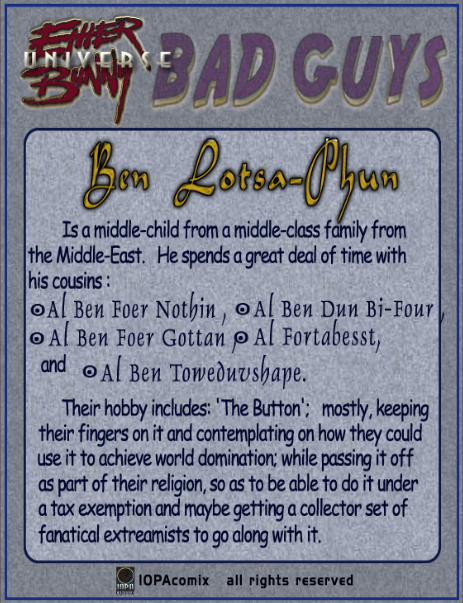 ETHER
UNIVERSE
BUNNY
BAD GUYS
Ben Lotsa-Phun
Is a middle-child from a middle-class family from
the Middle-East. He spends a great deal of time with
his cousins :
Al Ben Foer Nothin , Al Ben Dun Bi-Four ,
Al Ben Foer Gottan , Al Fortabesst,
and Al Ben Toweduvshape.
Their hobby includes: 'The Button'; mostly, keeping
their fingers on it and contemplating on how they could
use it to achieve world domination; while passing it off
as part of their religion, so as to be able to do it under
a tax exemption and maybe getting a collector set of
fanatical extreamists to go along with it.
IOPA
comix
IOPAcomix all rights reserved